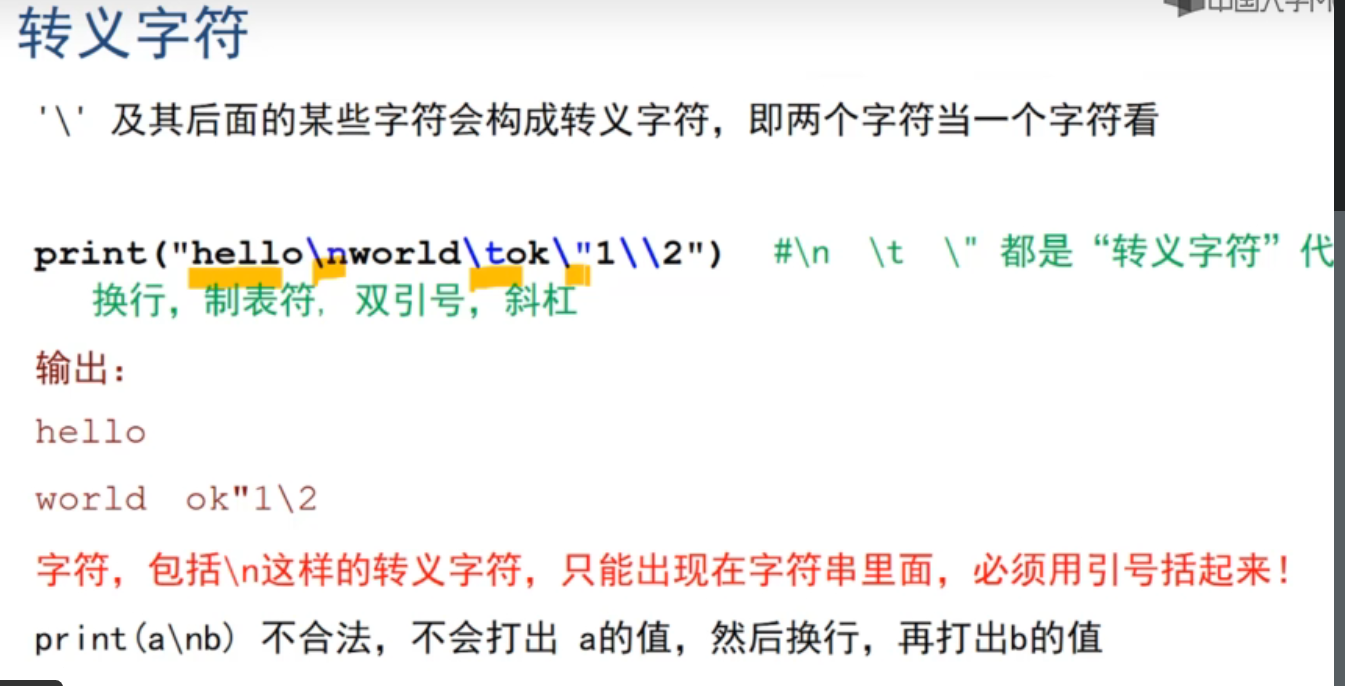 转义字符
'\' 及其后面的某些字符会构成转义字符，即两个字符当一个字符看
print("hello\nworld\tok\"1\\2") #\n \t \" 都是“转义字符”代
换行，制表符，双引号，斜杠
输出：
hello
world ok"1\2
字符，包括\n这样的转义字符，只能出现在字符串里面，必须用引号括起来！
print(a\nb) 不合法，不会打出 a的值，然后换行，再打出b的值